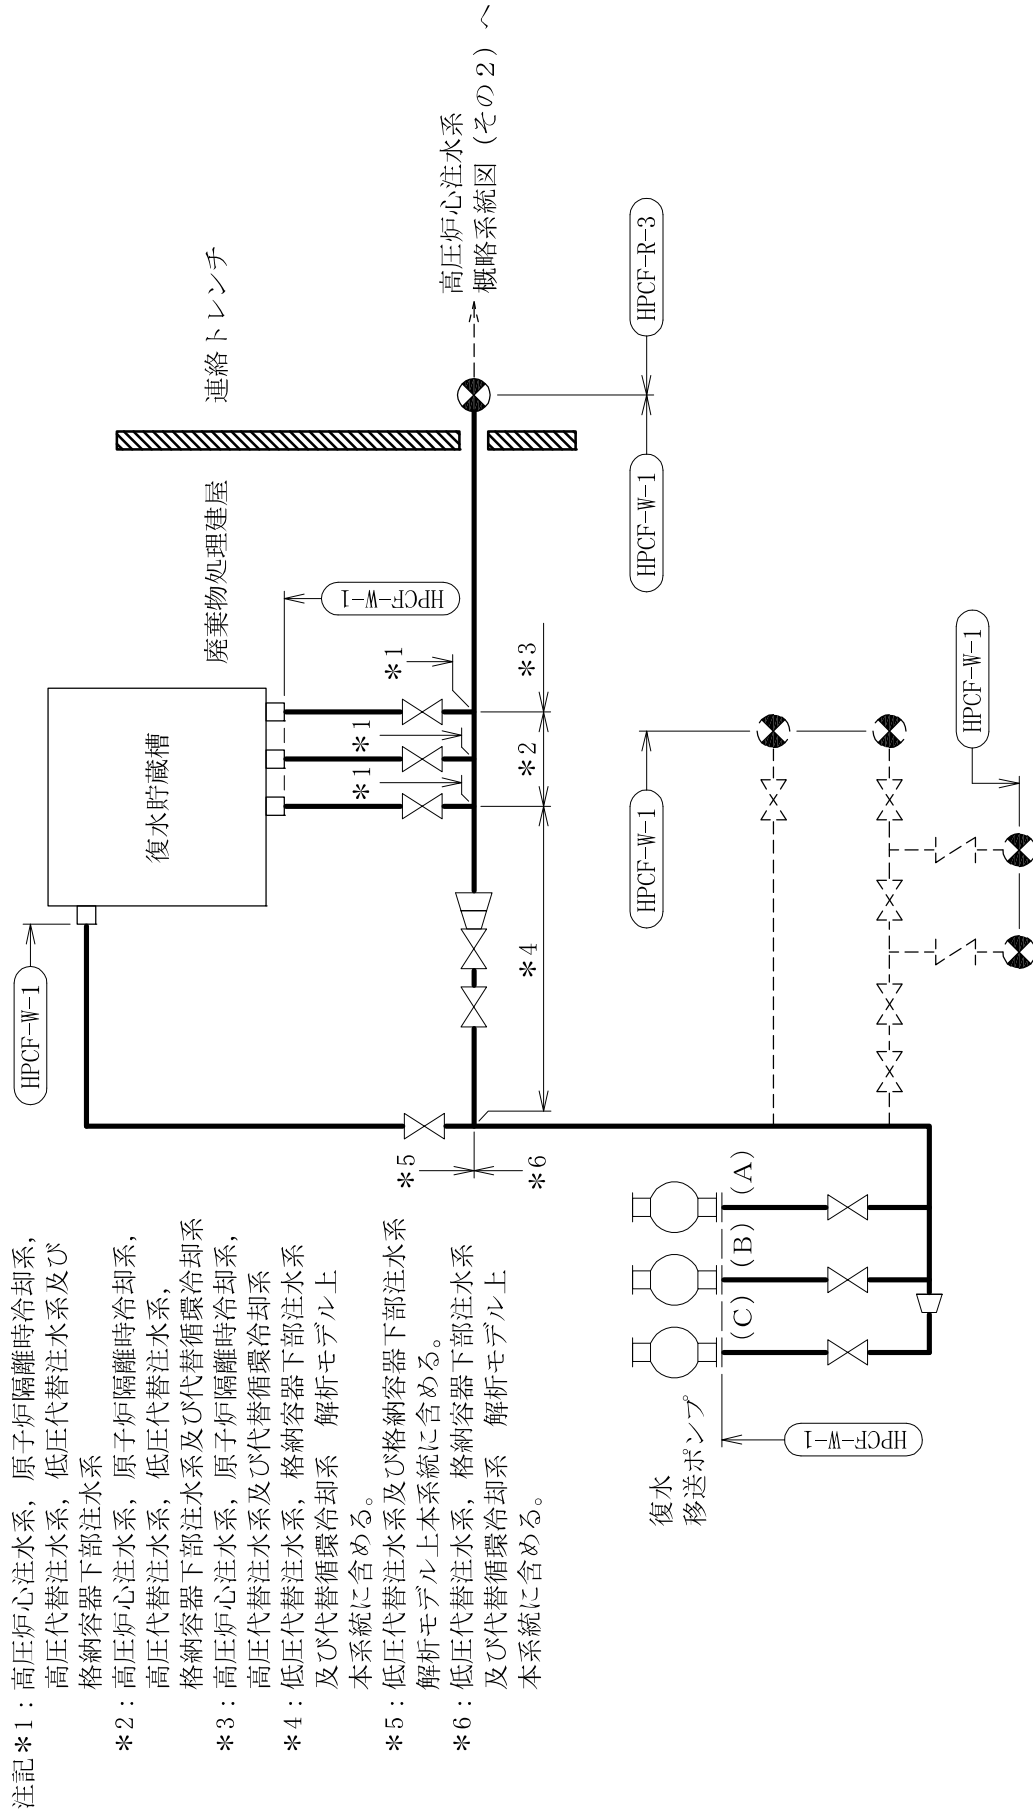 注記＊1：高圧炉心注水系，原子炉隔離時冷却系，
高圧代替注水系，低圧代替注水系及び
格納容器下部注水系
＊2：高圧炉心注水系，原子炉隔離時冷却系，
高圧代替注水系，低圧代替注水系，
格納容器下部注水系及び代替循環冷却系
＊3：高圧炉心注水系，原子炉隔離時冷却系，
高圧代替注水系及び代替循環冷却系
＊4：低圧代替注水系，格納容器下部注水系
及び代替循環冷却系　解析モデル上
本系統に含める。
＊5：低圧代替注水系及び格納容器下部注水系
解析モデル上本系統に含める。
＊6：低圧代替注水系，格納容器下部注水系
及び代替循環冷却系　解析モデル上
本系統に含める。
HPCF-W-1
復水貯蔵槽
廃棄物処理建屋
連絡トレンチ
HPCF-W-1
＊1
＊1
＊1
高圧炉心注水系
概略系統図（その２）へ
＊5
＊6
＊4
＊2
＊3
HPCF-W-1
HPCF-W-1
HPCF-R-3
復水
移送ポンプ
(C)
(B)
(A)
HPCF-W-1
HPCF-W-1